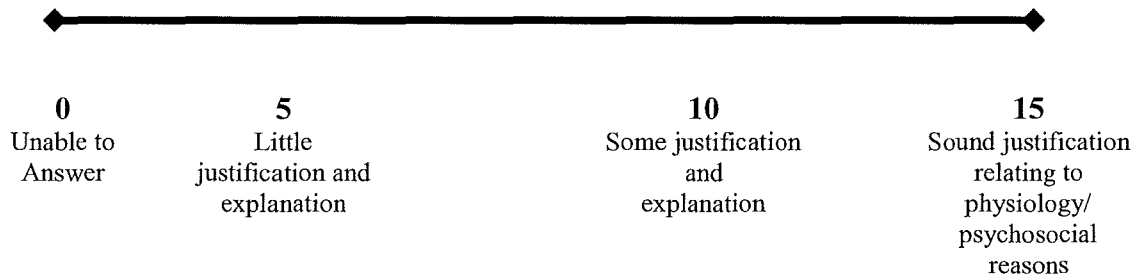 0 5 10 15
Unable to Little Some justification Sound justification
Answer justification and and relating to
explanation explanation physiology/
psychosocial
reasons